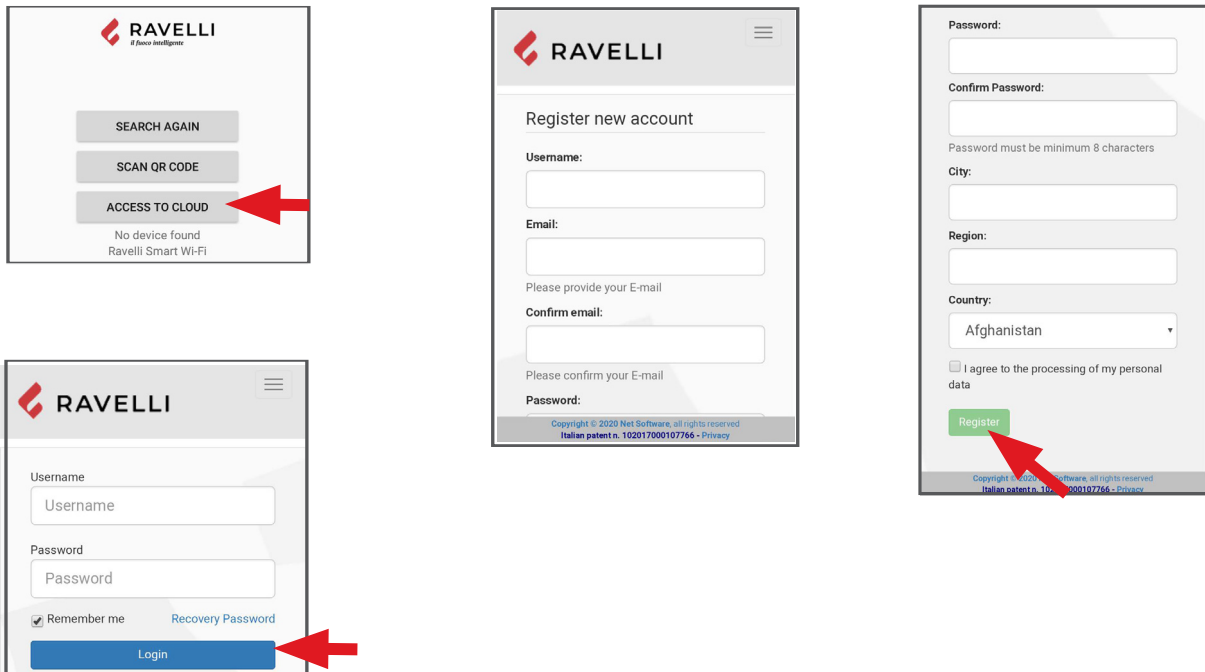 RAVELLI
il fuoco intelligente
SEARCH AGAIN
SCAN QR CODE
ACCESS TO CLOUD
No device found
Ravelli Smart Wi-Fi
RAVELLI
Username
Username
Password
Password
Remember me
Recovery Password
Login
RAVELLI
Register new account
Username:
Email:
Please provide your E-mail
Confirm email:
Please confirm your E-mail
Password:
Copyright © 2020 Net Software, all rights reserved
Italian patent n. 102017000107766 - Privacy
Password:
Confirm Password:
Password must be minimum 8 characters
City:
Region:
Country:
Afghanistan
I agree to the processing of my personal
data
Register
Copyright © 2020 Software, all rights reserved
Italian patent n. - Privacy